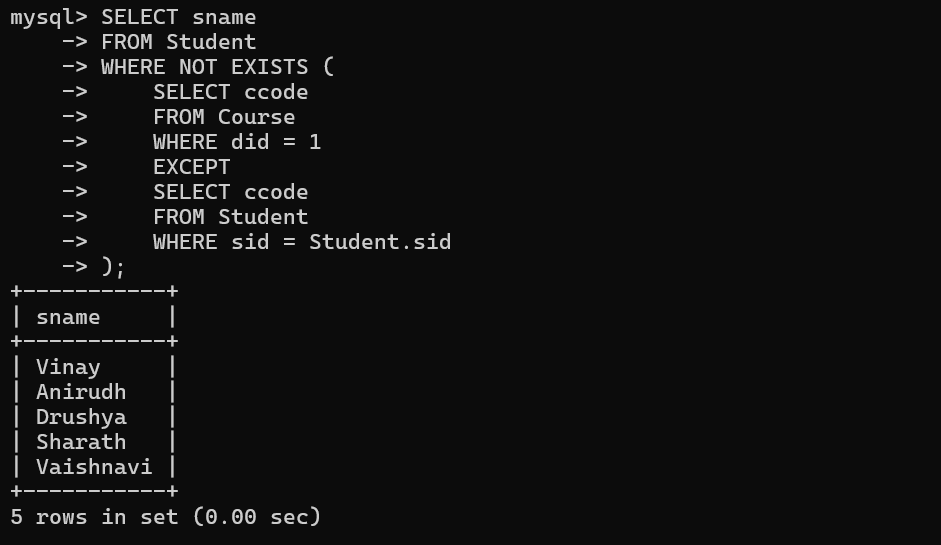 mysql> SELECT sname
    -> FROM Student
    -> WHERE NOT EXISTS (
    ->     SELECT ccode
    ->     FROM Course
    ->     WHERE did = 1
    ->     EXCEPT
    ->     SELECT ccode
    ->     FROM Student
    ->     WHERE sid = Student.sid
    -> );
+-----------+
| sname     |
+-----------+
| Vinay     |
| Anirudh   |
| Drushya   |
| Sharath   |
| Vaishnavi |
+-----------+
5 rows in set (0.00 sec)